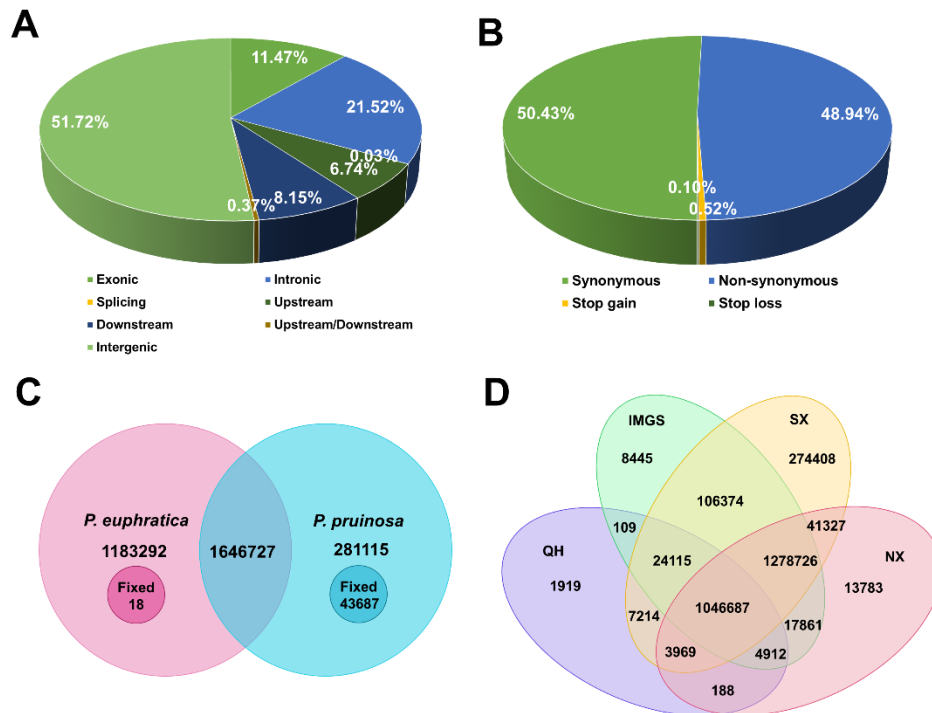 A
11.47%
21.52%
0.03%
6.74%
8.15%
0.37%
51.72%
Exonic
Intronic
Splicing
Upstream
Downstream
Upstream/Downstream
Intergenic
B
50.43%
48.94%
0.10%
0.52%
Synonymous
Non-synonymous
Stop gain
Stop loss
C
P. euphratica
1183292
Fixed
18
1646727
P. pruinosa
281115
Fixed
43687
D
IMGS
8445
SX
274408
106374
109
41327
QH
1919
24115
1278726
NX
13783
7214
1046687
17861
3969
4912
188